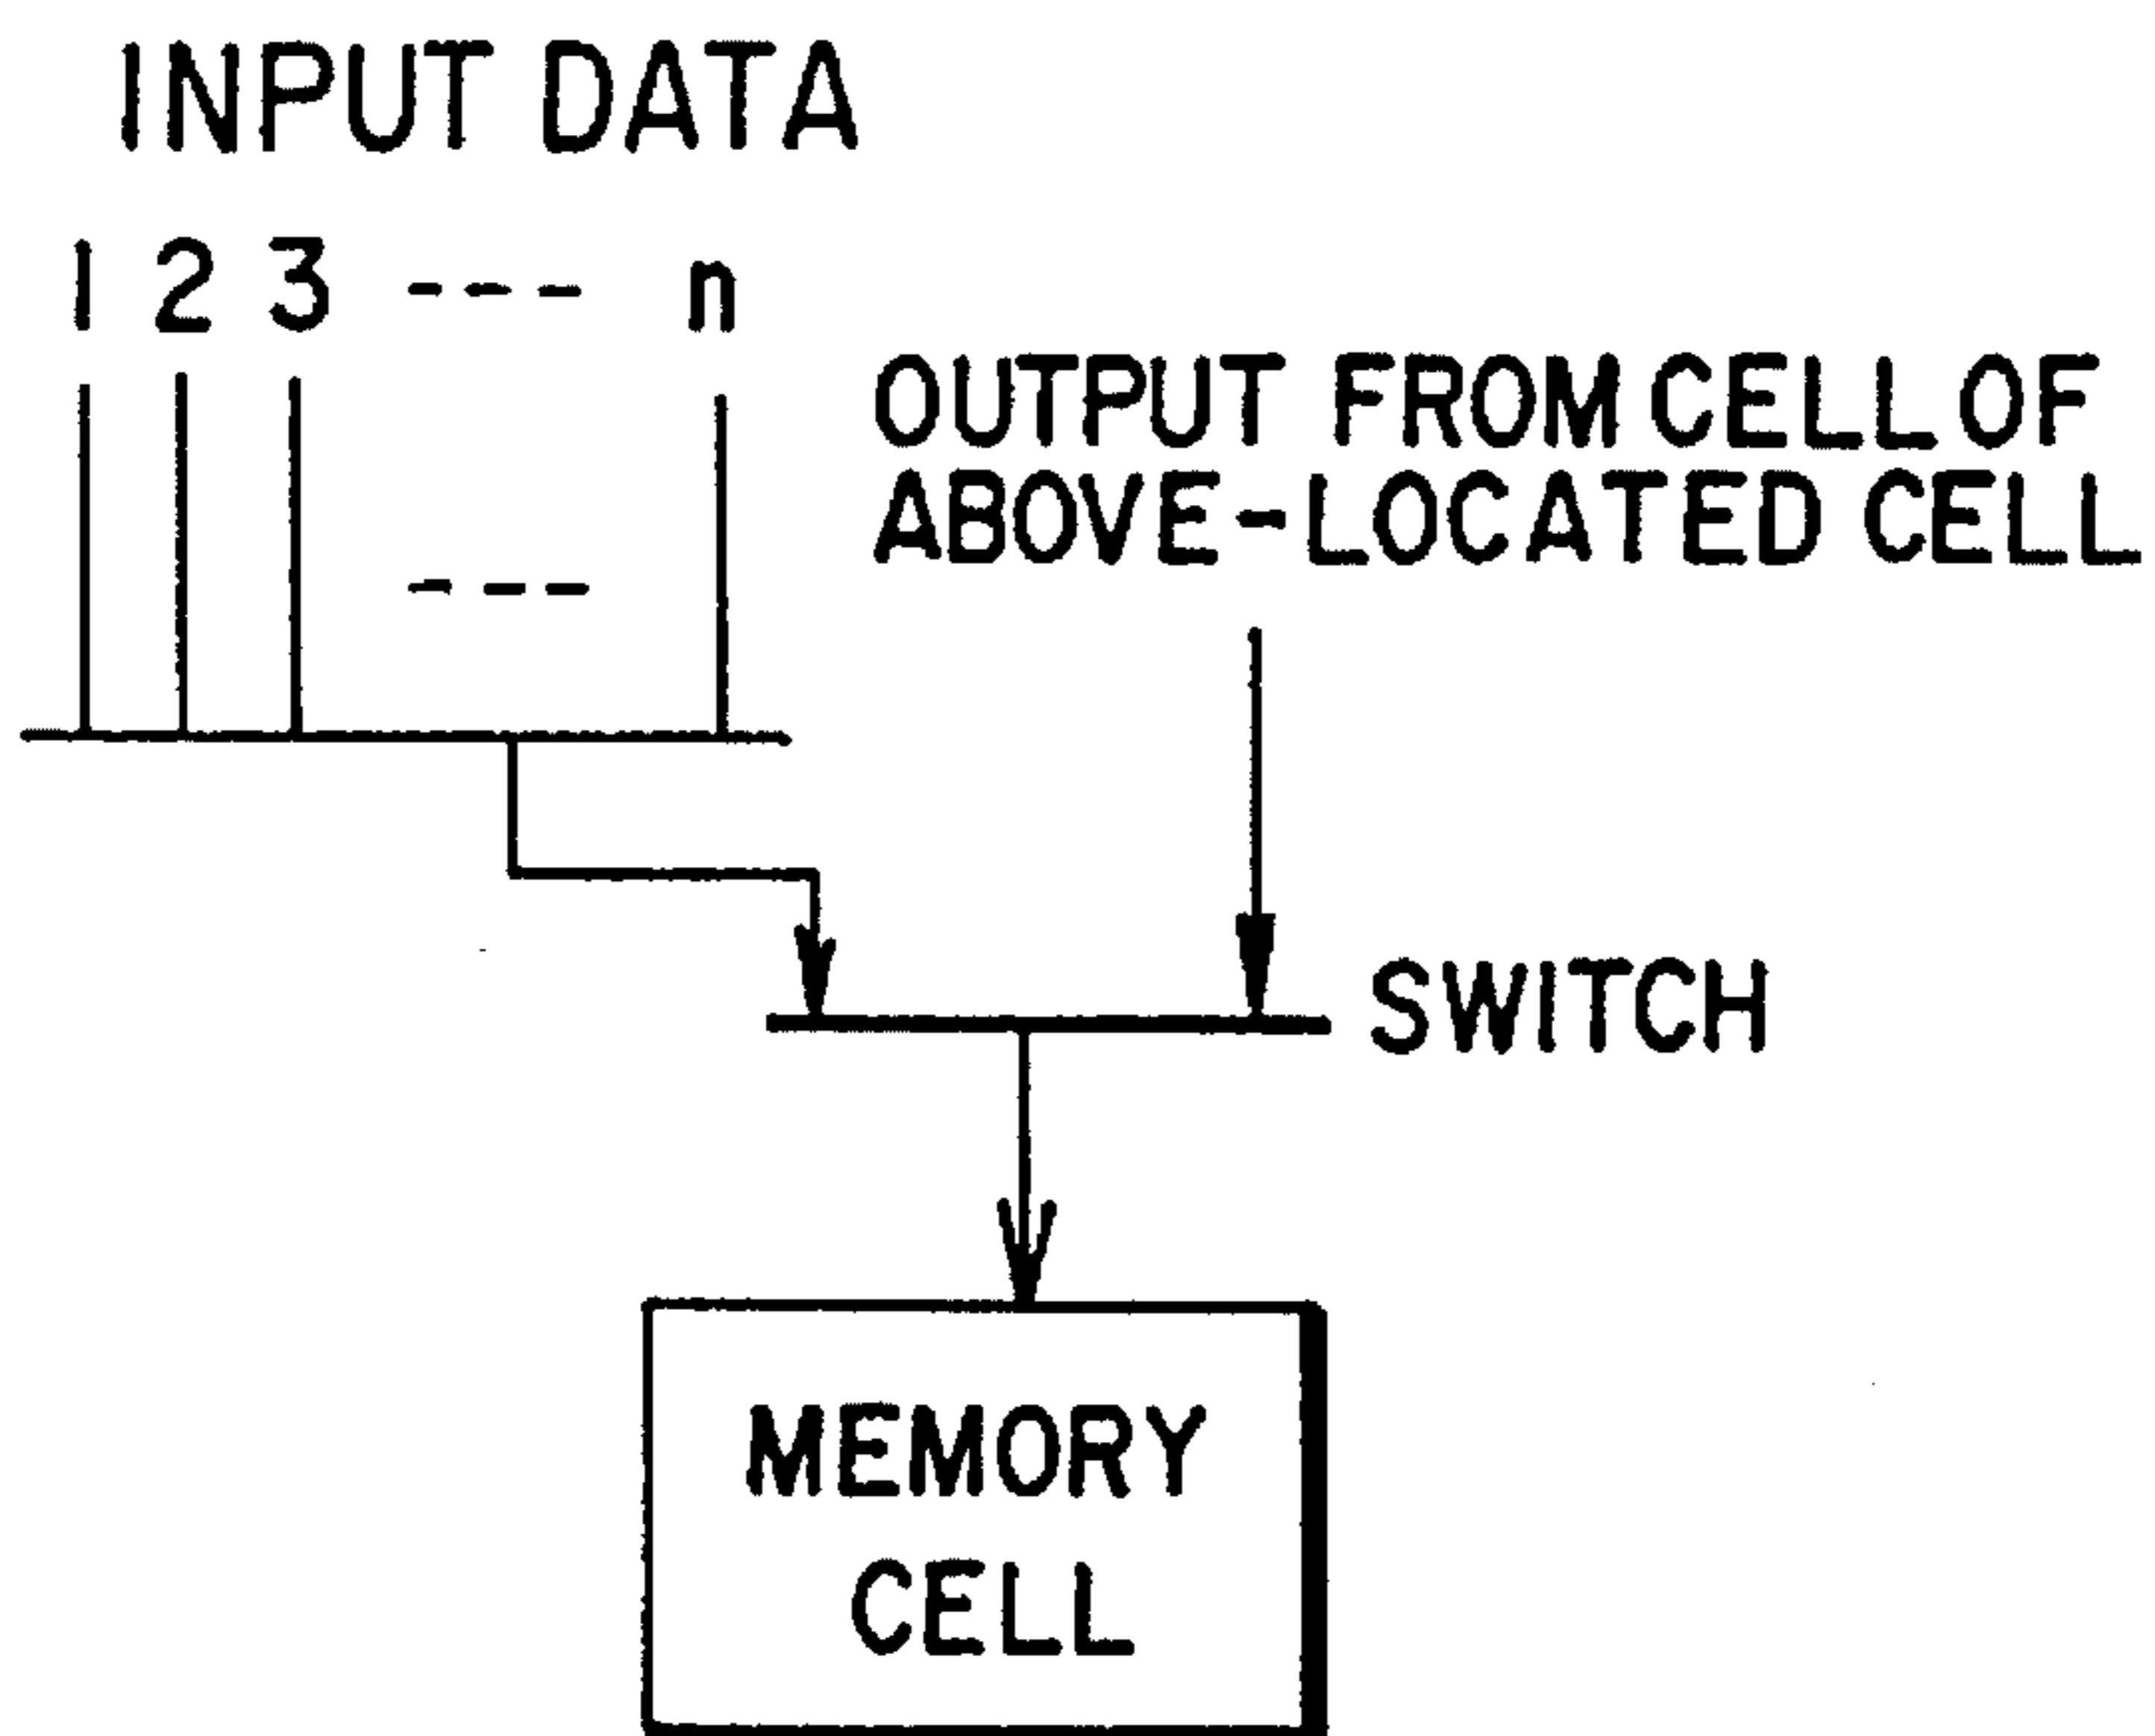 INPUT DATA
1 2 3 --- n
OUTPUT FROM CELL OF
ABOVE-LOCATED CELL
---
SWITCH
MEMORY
CELL